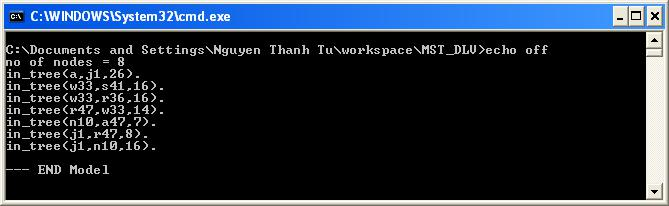 C:\WINDOWS\System32\cmd.exe
C:\Documents and Settings\Nguyen Thanh Tu\workspace\MST_DLV>echo off
no of nodes = 8
in_tree(a,j1,26).
in_tree(w33,s41,16).
in_tree(w33,r36,16).
in_tree(r47,w33,14).
in_tree(n10,a47,7).
in_tree(j1,r47,8).
in_tree(j1,n10,16).
--- END Model